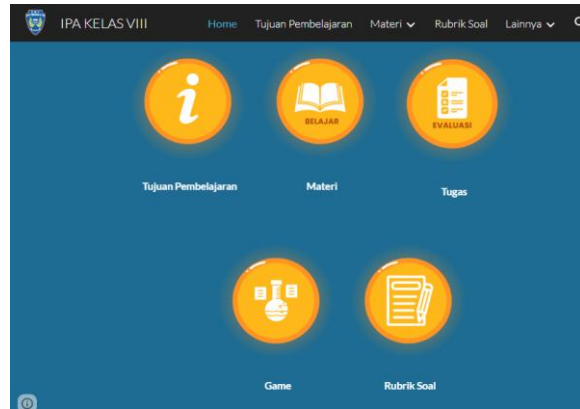 IPA KELAS VIII Home Tujuan Pembelajaran Materi Rubrik Soal Lainnya
BELAJAR EVALUASI
Tujuan Pembelajaran Materi Tugas
Game Rubrik Soal